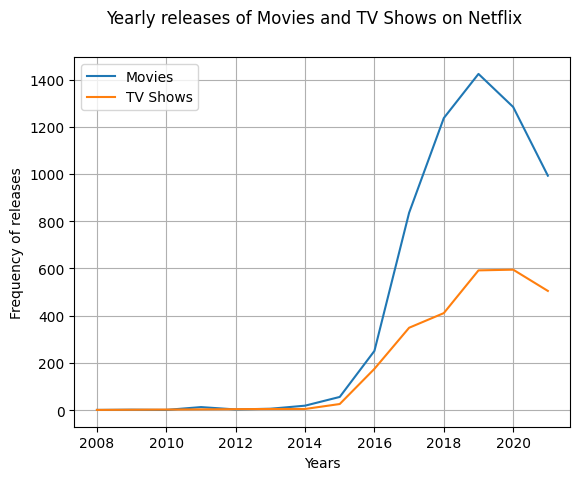 Yearly releases of Movies and TV Shows on Netflix
Movies
TV Shows
1400
1200
1000
800
600
400
200
0
Frequency of releases
2008 2010 2012 2014 2016 2018 2020
Years